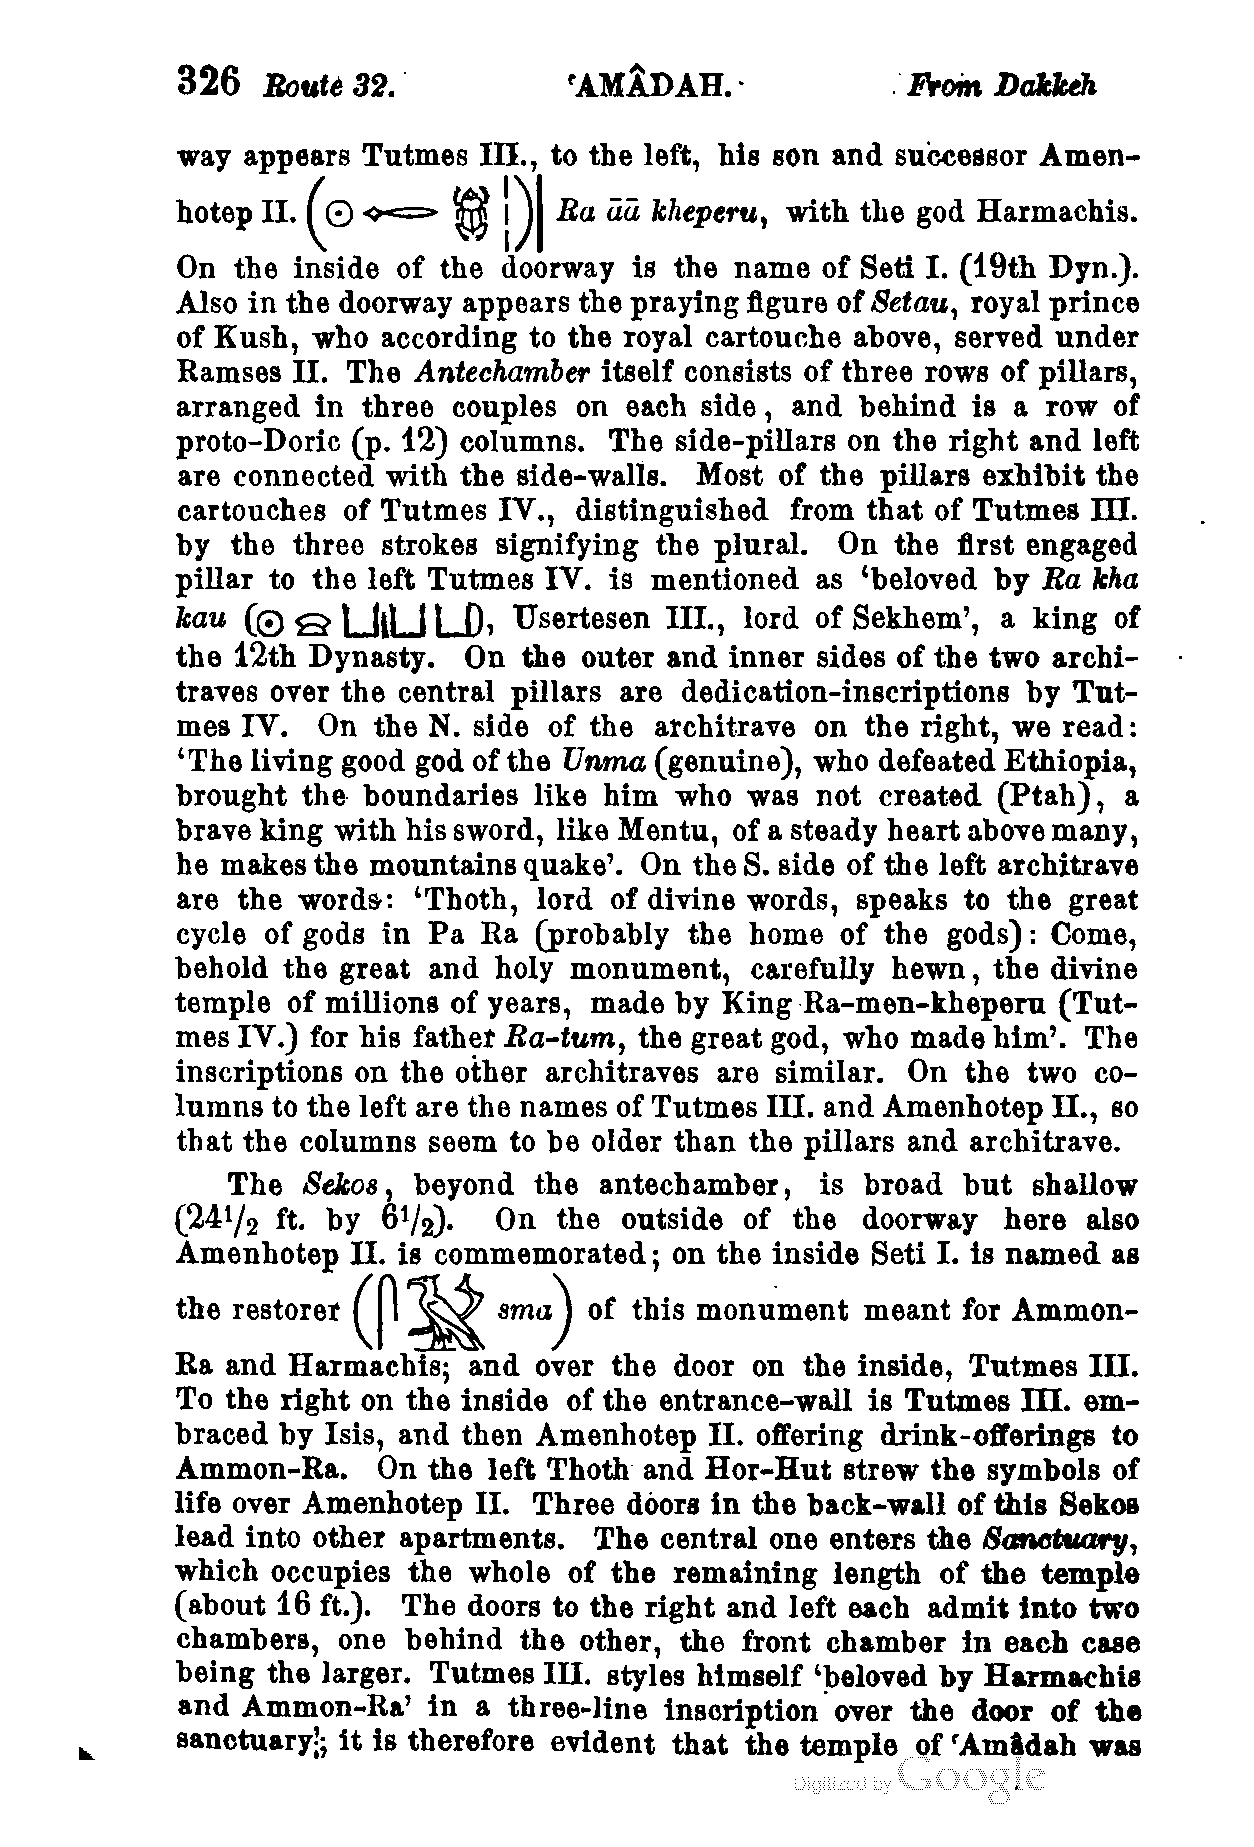 326 Route 32. ʿAMÂDAH. From Dakkeh
way appears Tutmes III., to the left, his son and successor Amen-
hotep II. Ra āā kheperu, with the god Harmachis.
On the inside of the doorway is the name of Seti I. (19th Dyn.).
Also in the doorway appears the praying figure of Setau, royal prince
of Kush, who according to the royal cartouche above, served under
Ramses II. The Antechamber itself consists of three rows of pillars,
arranged in three couples on each side, and behind is a row of
proto-Doric (p. 12) columns. The side-pillars on the right and left
are connected with the side-walls. Most of the pillars exhibit the
cartouches of Tutmes IV., distinguished from that of Tutmes III.
by the three strokes signifying the plural. On the first engaged
pillar to the left Tutmes IV. is mentioned as ‘beloved by Ra kha
kau, Usertesen III., lord of Sekhem’, a king of
the 12th Dynasty. On the outer and inner sides of the two archi-
traves over the central pillars are dedication-inscriptions by Tut-
mes IV. On the N. side of the architrave on the right, we read:
‘The living good god of the Unma (genuine), who defeated Ethiopia,
brought the boundaries like him who was not created (Ptah), a
brave king with his sword, like Mentu, of a steady heart above many,
he makes the mountains quake’. On the S. side of the left architrave
are the words: ‘Thoth, lord of divine words, speaks to the great
cycle of gods in Pa Ra (probably the home of the gods): Come,
behold the great and holy monument, carefully hewn, the divine
temple of millions of years, made by King Ra-men-kheperu (Tut-
mes IV.) for his father Ra-tum, the great god, who made him’. The
inscriptions on the other architraves are similar. On the two co-
lumns to the left are the names of Tutmes III. and Amenhotep II., so
that the columns seem to be older than the pillars and architrave.
The Sekos, beyond the antechamber, is broad but shallow
(24¹/₂ ft. by 6¹/₂). On the outside of the doorway here also
Amenhotep II. is commemorated; on the inside Seti I. is named as
the restorer ( sma) of this monument meant for Ammon-
Ra and Harmachis; and over the door on the inside, Tutmes III.
To the right on the inside of the entrance-wall is Tutmes III. em-
braced by Isis, and then Amenhotep II. offering drink-offerings to
Ammon-Ra. On the left Thoth and Hor-Hut strew the symbols of
life over Amenhotep II. Three doors in the back-wall of this Sekos
lead into other apartments. The central one enters the Sanctuary,
which occupies the whole of the remaining length of the temple
(about 16 ft.). The doors to the right and left each admit into two
chambers, one behind the other, the front chamber in each case
being the larger. Tutmes III. styles himself ‘beloved by Harmachis
and Ammon-Ra’ in a three-line inscription over the door of the
sanctuary; it is therefore evident that the temple of ʿAmâdah was
Digitized by Google